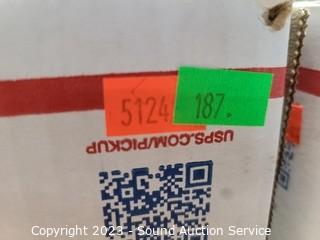 5124
187.
USPS.COM/PICKUP
Copyright 2023 - Sound Auction Service